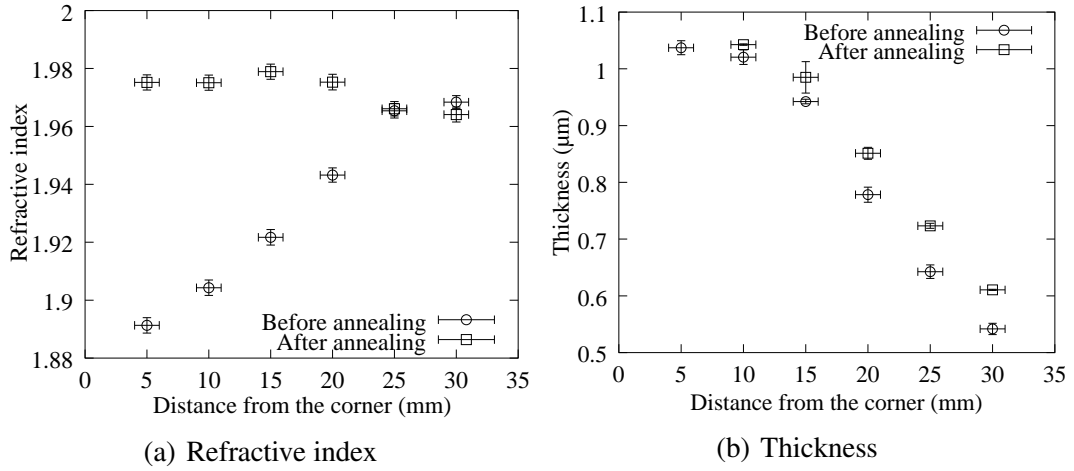 2
1.98
1.96
1.94
1.92
1.9
1.88
Refractive index
Before annealing
After annealing
0 5 10 15 20 25 30 35
Distance from the corner (mm)
(a) Refractive index
1.1
1
0.9
0.8
0.7
0.6
0.5
Thickness (μm)
Before annealing
After annealing
0 5 10 15 20 25 30 35
Distance from the corner (mm)
(b) Thickness